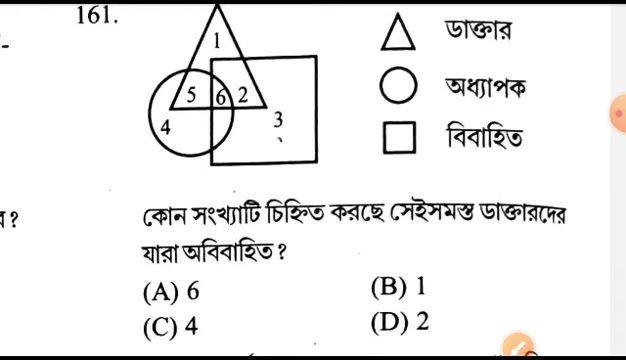 161.
1
ডাক্তার
5 6 2
অধ্যাপক
4 3
বিবাহিত
?
কোন সংখ্যাটি চিহ্নিত করছে সেইসমস্ত ডাক্তারদের
যারা অবিবাহিত?
(A) 6 (B) 1
(C) 4 (D) 2